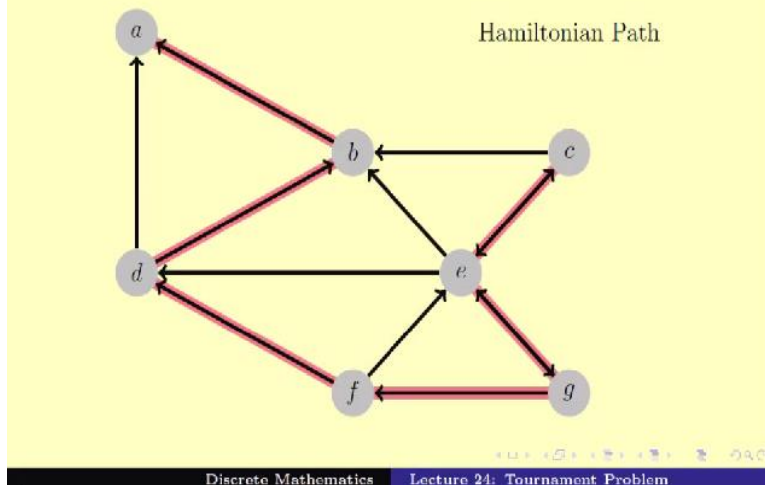 a
Hamiltonian Path
b
c
d
e
f
g
Discrete Mathematics
Lecture 24: Tournament Problem